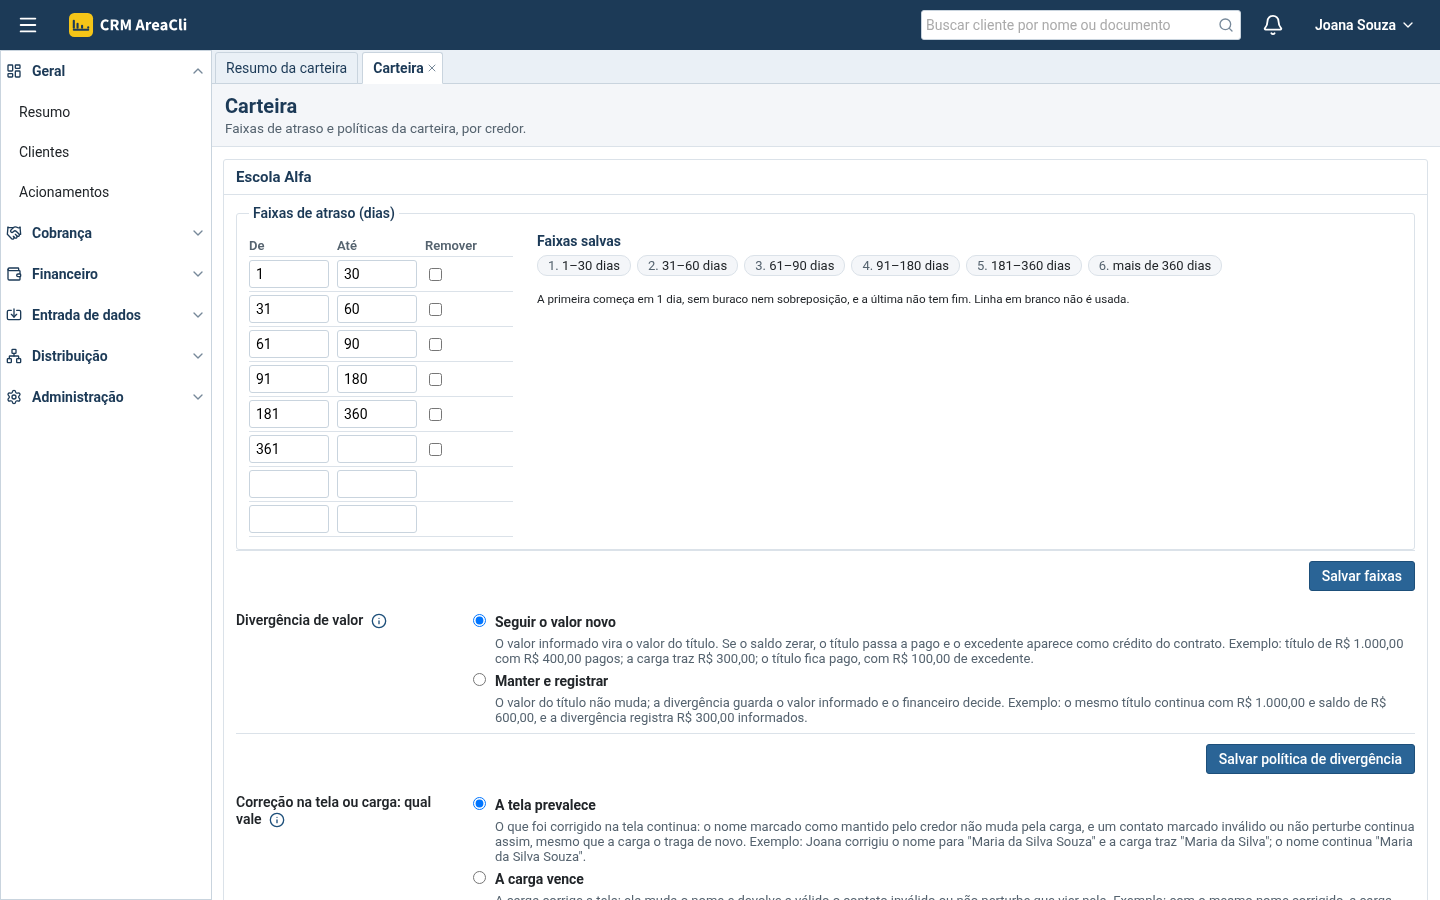 CRM AreaCli
Buscar cliente por nome ou documento
Joana Souza
Geral
Resumo
Clientes
Acionamentos
Cobrança
Financeiro
Entrada de dados
Distribuição
Administração
Resumo da carteira
Carteira
Carteira
Faixas de atraso e políticas da carteira, por credor.
Escola Alfa
Faixas de atraso (dias)
De Até Remover
1 30
31 60
61 90
91 180
181 360
361
Faixas salvas
1. 1–30 dias 2. 31–60 dias 3. 61–90 dias 4. 91–180 dias 5. 181–360 dias 6. mais de 360 dias
A primeira começa em 1 dia, sem buraco nem sobreposição, e a última não tem fim. Linha em branco não é usada.
Salvar faixas
Divergência de valor
Seguir o valor novo
O valor informado vira o valor do título. Se o saldo zerar, o título passa a pago e o excedente aparece como crédito do contrato. Exemplo: título de R$ 1.000,00
com R$ 400,00 pagos; a carga traz R$ 300,00; o título fica pago, com R$ 100,00 de excedente.
Manter e registrar
O valor do título não muda; a divergência guarda o valor informado e o financeiro decide. Exemplo: o mesmo título continua com R$ 1.000,00 e saldo de R$
600,00, e a divergência registra R$ 300,00 informados.
Salvar política de divergência
Correção na tela ou carga: qual
vale
A tela prevalece
O que foi corrigido na tela continua: o nome marcado como mantido pelo credor não muda pela carga, e um contato marcado inválido ou não perturbe continua
assim, mesmo que a carga o traga de novo. Exemplo: Joana corrigiu o nome para "Maria da Silva Souza" e a carga traz "Maria da Silva"; o nome continua "Maria
da Silva Souza".
A carga vence